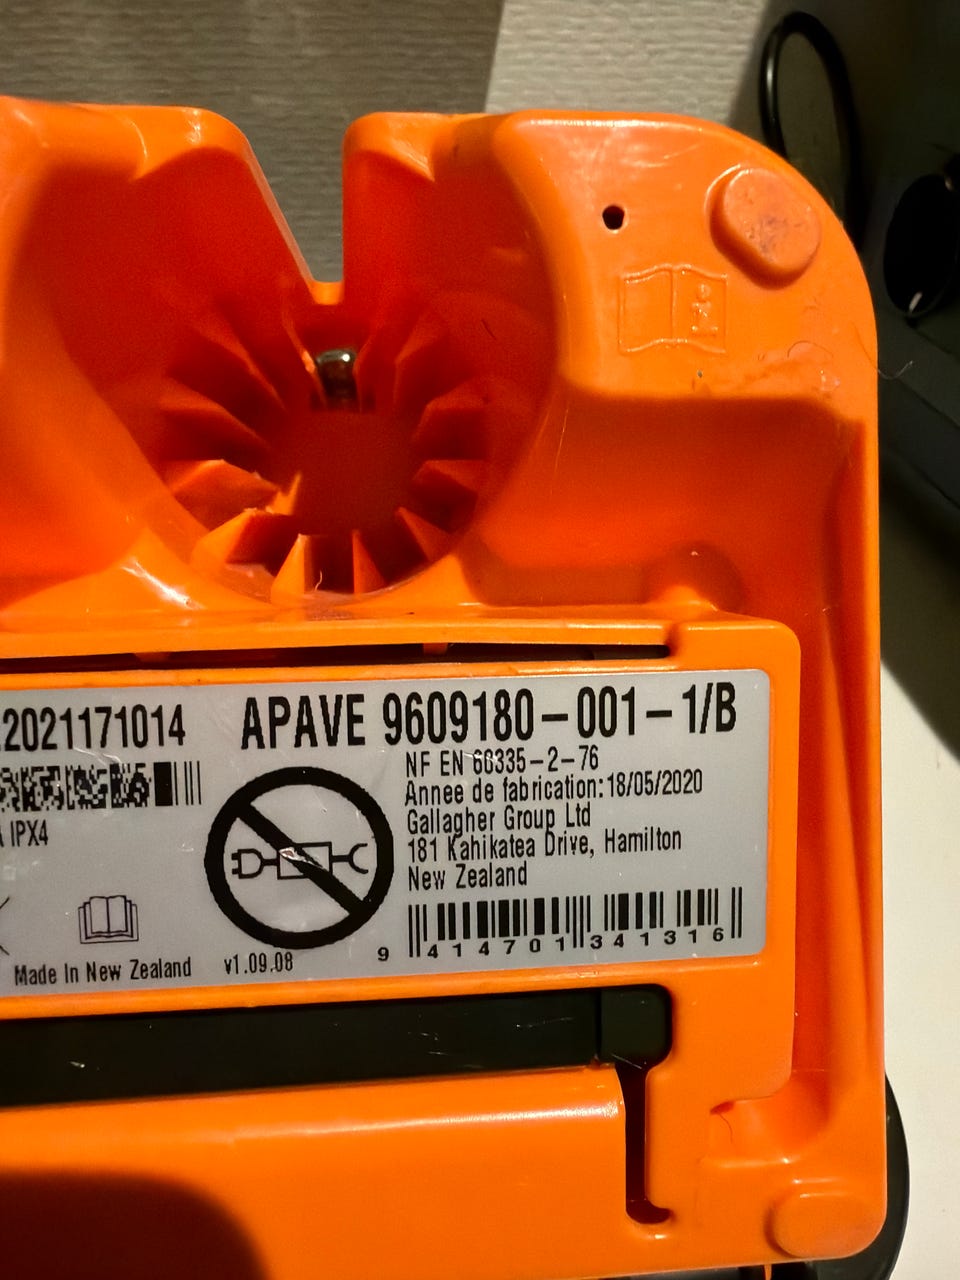 2021171014
APAVE 9609180-001-1/B
NF EN 60335-2-76
Annee de fabrication: 18/05/2020
Gallagher Group Ltd
181 Kahikatea Drive, Hamilton
New Zealand
IPX4
Made In New Zealand
v1.09.08
9 414701 341316